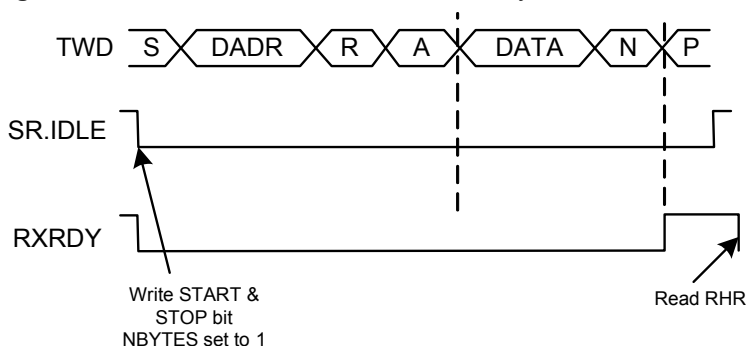 TWD S DADR R A DATA N P
SR.IDLE
RXRDY
Write START &
STOP bit
NBYTES set to 1
Read RHR